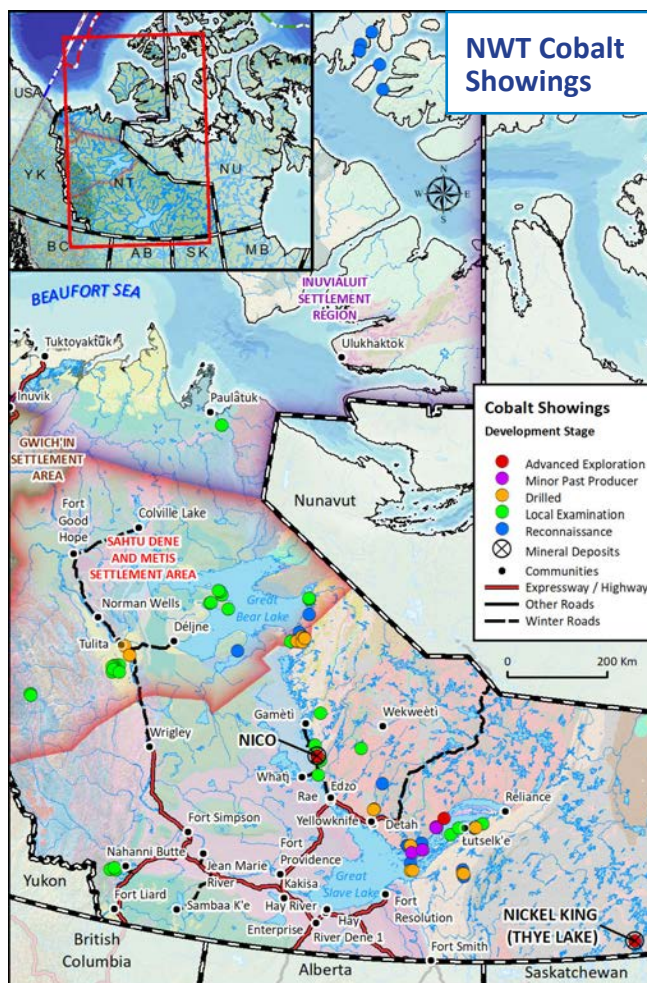 NWT Cobalt
Showings
USA
YK
NT
NU
BC
AB
SK
MB
N
W
E
S
BEAUFORT SEA
INUVIALUIT
SETTLEMENT
REGION
Tuktoyaktuk
Ulukhaktok
Inuvik
Paulatuk
GWICH'IN
SETTLEMENT
AREA
Cobalt Showings
Development Stage
Advanced Exploration
Minor Past Producer
Drilled
Local Examination
Reconnaissance
Mineral Deposits
Communities
Expressway / Highway
Other Roads
Winter Roads
0
200 Km
Nunavut
Fort
Good
Hope
Colville Lake
SAHTU DENE
AND METIS
SETTLEMENT AREA
Norman Wells
Great
Bear Lake
Tulita
Déljne
Gamètì
Wekweètì
Wrigley
NICO
Whatì
Rae
Edzo
Reliance
Yellowknife
Detah
Łutselk'e
Fort Simpson
Nahanni Butte
Jean Marie
River
Fort
Providence
Kakisa
Great
Slave Lake
Yukon
Fort Liard
Sambaa K'e
Hay River
Fort
Resolution
Enterprise
Hay
River Dene 1
NICKEL KING
(THYE LAKE)
British
Columbia
Alberta
Fort Smith
Saskatchewan